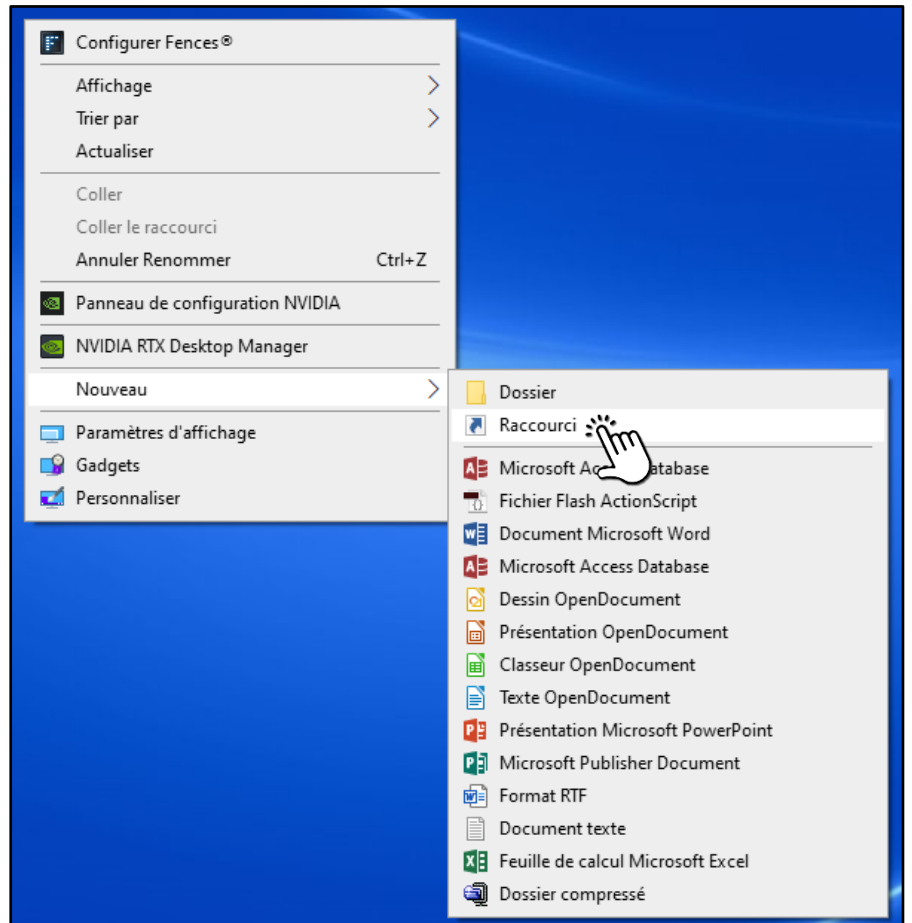 Configurer Fences®
Affichage
Trier par
Actualiser
Coller
Coller le raccourci
Annuler Renommer Ctrl+Z
Panneau de configuration NVIDIA
NVIDIA RTX Desktop Manager
Nouveau
Paramètres d'affichage
Gadgets
Personnaliser
Dossier
Raccourci
Microsoft Access Database
Fichier Flash ActionScript
Document Microsoft Word
Microsoft Access Database
Dessin OpenDocument
Présentation OpenDocument
Classeur OpenDocument
Texte OpenDocument
Présentation Microsoft PowerPoint
Microsoft Publisher Document
Format RTF
Document texte
Feuille de calcul Microsoft Excel
Dossier compressé